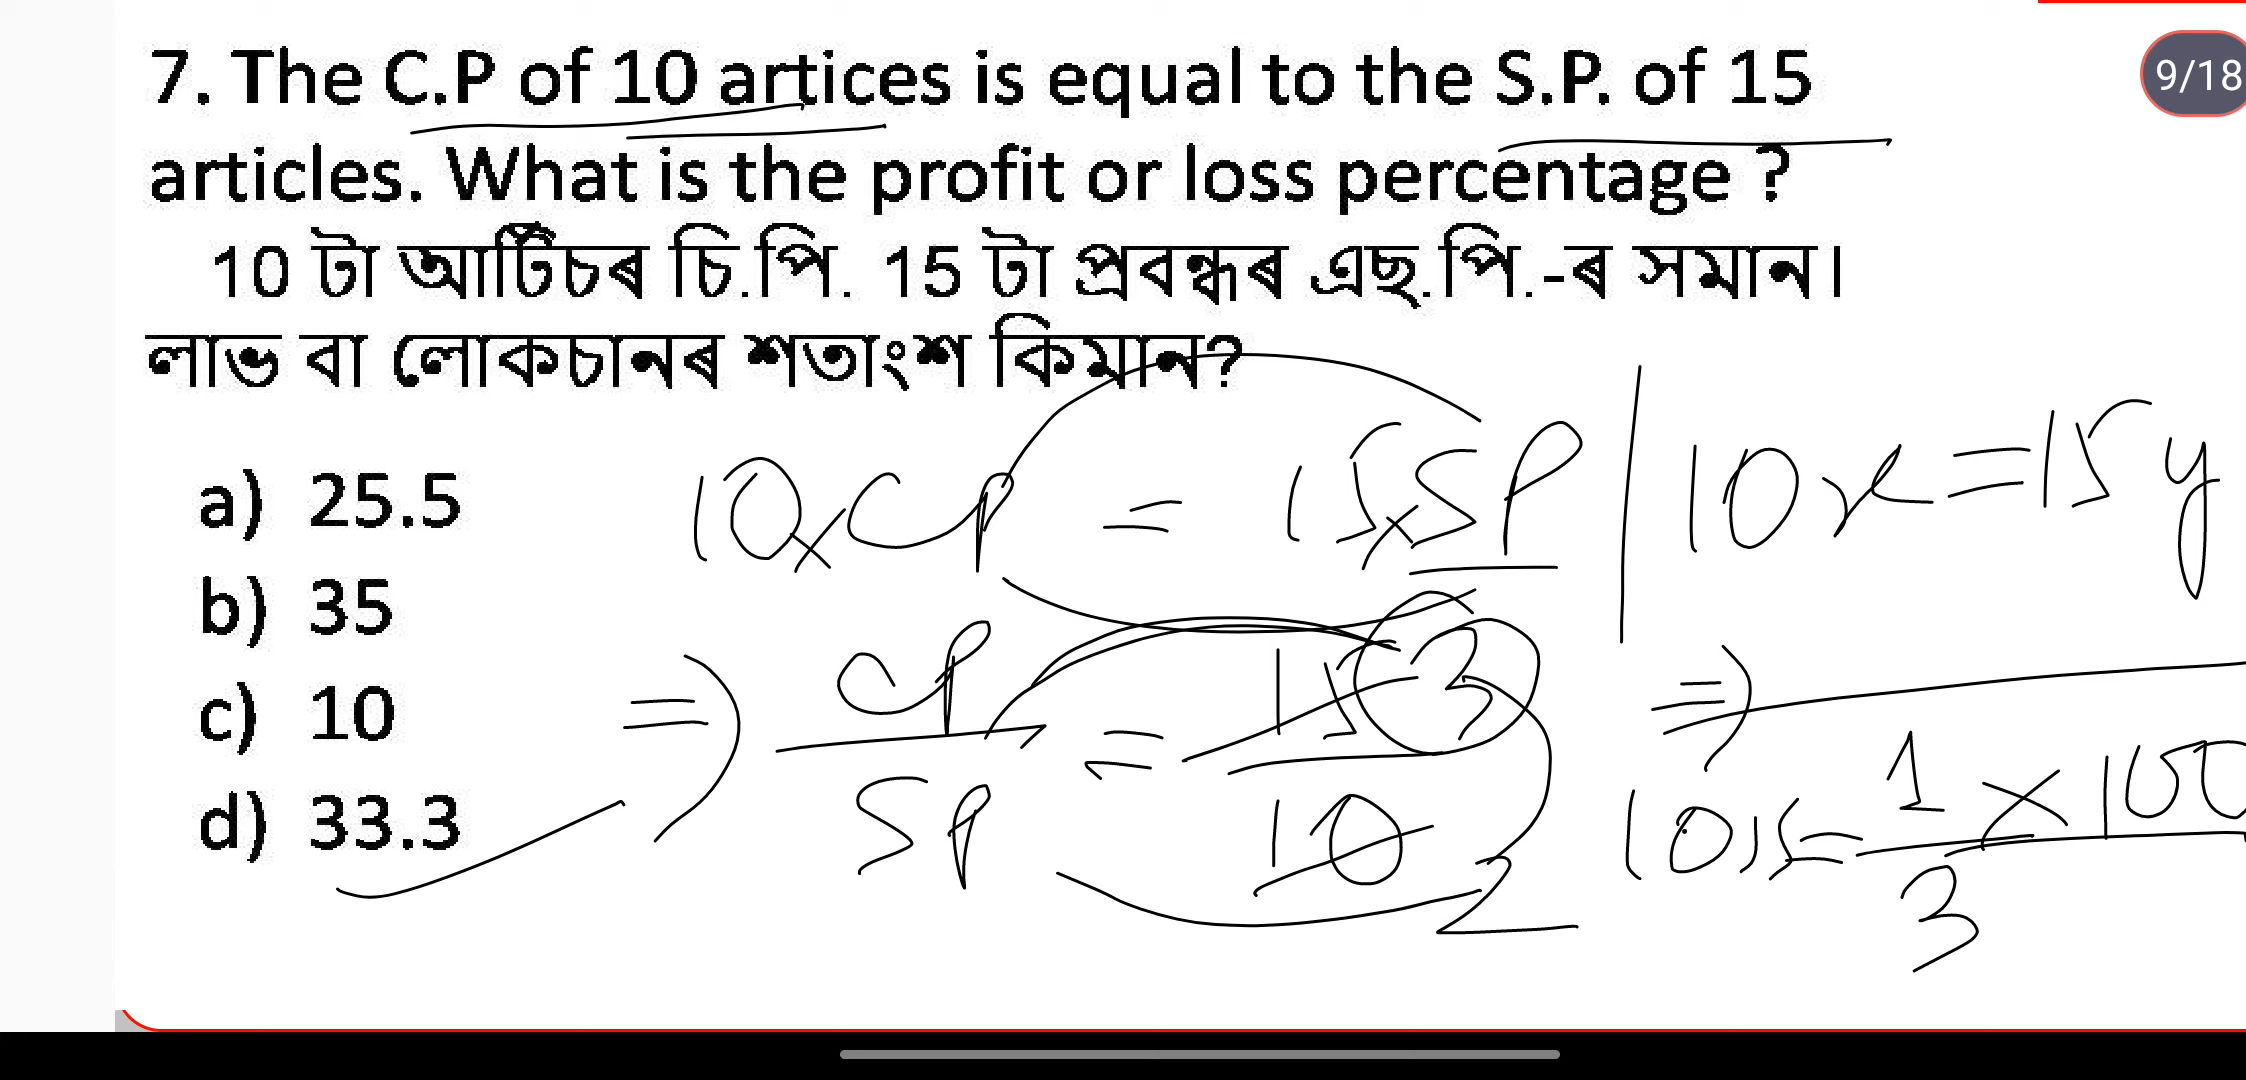 7. The C.P of 10 artices is equal to the S.P. of 15
9/18
articles. What is the profit or loss percentage ?
10 টা আৰ্টিচৰ চি.পি. 15 টা প্ৰবন্ধৰ এছ.পি.-ৰ সমান।
লাভ বা লোকচানৰ শতাংশ কিমান?
a) 25.5
b) 35
c) 10
d) 33.3
10 x CP = 15 x SP | 10x = 15y
=> CP/SP = 15/10 3/2 =>
loss = 1 x 100 / 3